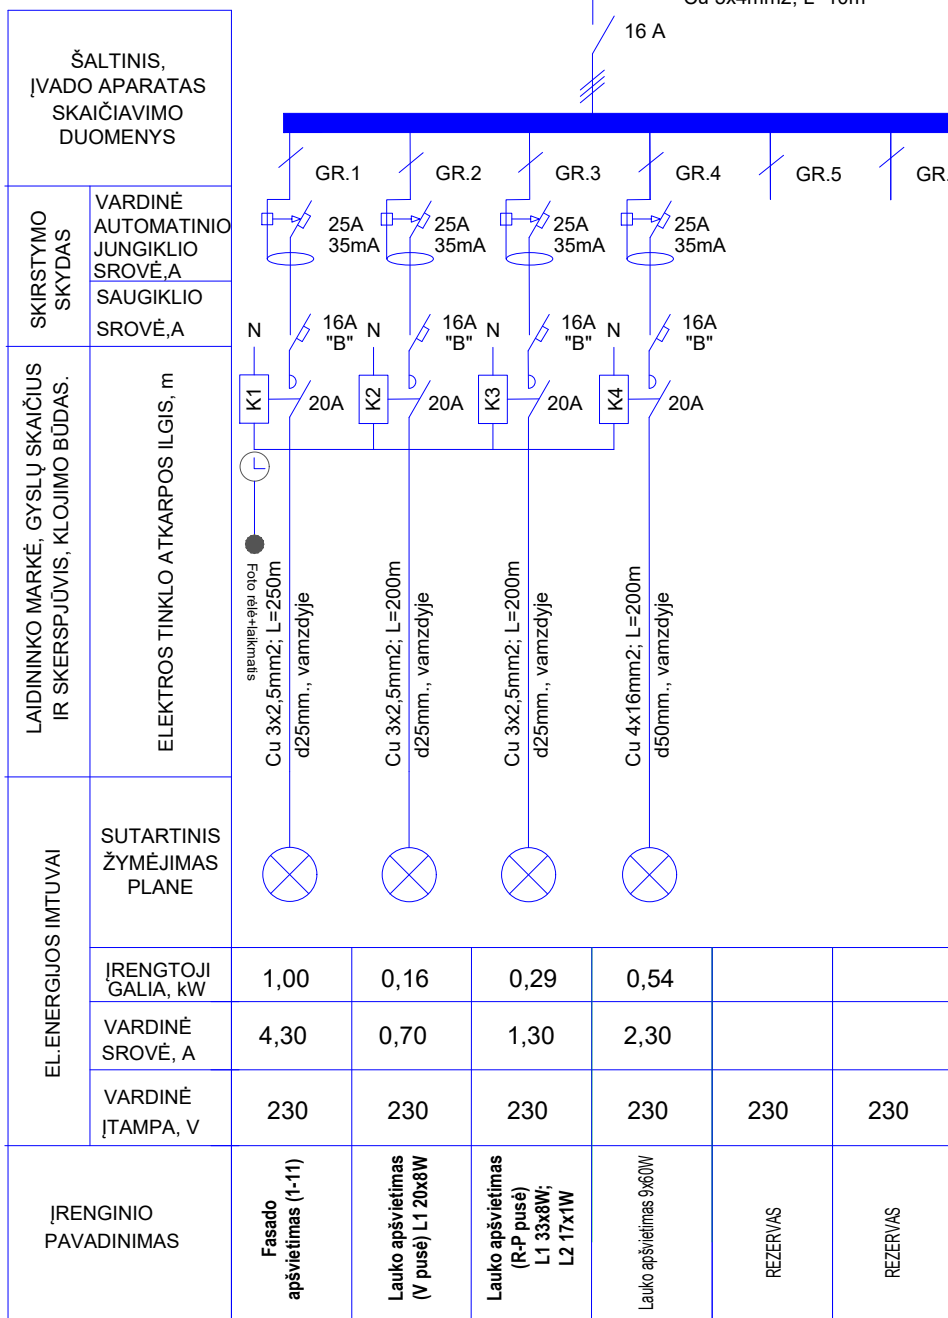 Cu 5x4mm2; L=10m
16 A
ŠALTINIS,
ĮVADO APARATAS
SKAIČIAVIMO
DUOMENYS
GR.1
GR.2
GR.3
GR.4
GR.5
GR.
SKIRSTYMO
SKYDAS
VARDINĖ
AUTOMATINIO
JUNGIKLIO
SROVĖ,A
25A
35mA
25A
35mA
25A
35mA
25A
35mA
SAUGIKLIO
SROVĖ,A
N
16A
"B"
N
16A
"B"
N
16A
"B"
N
16A
"B"
LAIDININKO MARKĖ, GYSLŲ SKAIČIUS
IR SKERSPJŪVIS, KLOJIMO BŪDAS.
ELEKTROS TINKLO ATKARPOS ILGIS, m
K1
20A
K2
20A
K3
20A
K4
20A
Foto rėlė+laikmatis
Cu 3x2,5mm2; L=250m
d25mm., vamzdyje
Cu 3x2,5mm2; L=200m
d25mm., vamzdyje
Cu 3x2,5mm2; L=200m
d25mm., vamzdyje
Cu 4x16mm2; L=200m
d50mm., vamzdyje
EL.ENERGIJOS IMTUVAI
SUTARTINIS
ŽYMĖJIMAS
PLANE
ĮRENGTOJI
GALIA, kW
1,00
0,16
0,29
0,54
VARDINĖ
SROVĖ, A
4,30
0,70
1,30
2,30
VARDINĖ
ĮTAMPA, V
230
230
230
230
230
230
ĮRENGINIO
PAVADINIMAS
Fasado
apšvietimas (1-11)
Lauko apšvietimas
(V pusė) L1 20x8W
Lauko apšvietimas
(R-P pusė)
L1 33x8W;
L2 17x1W
Lauko apšvietimas 9x60W
REZERVAS
REZERVAS